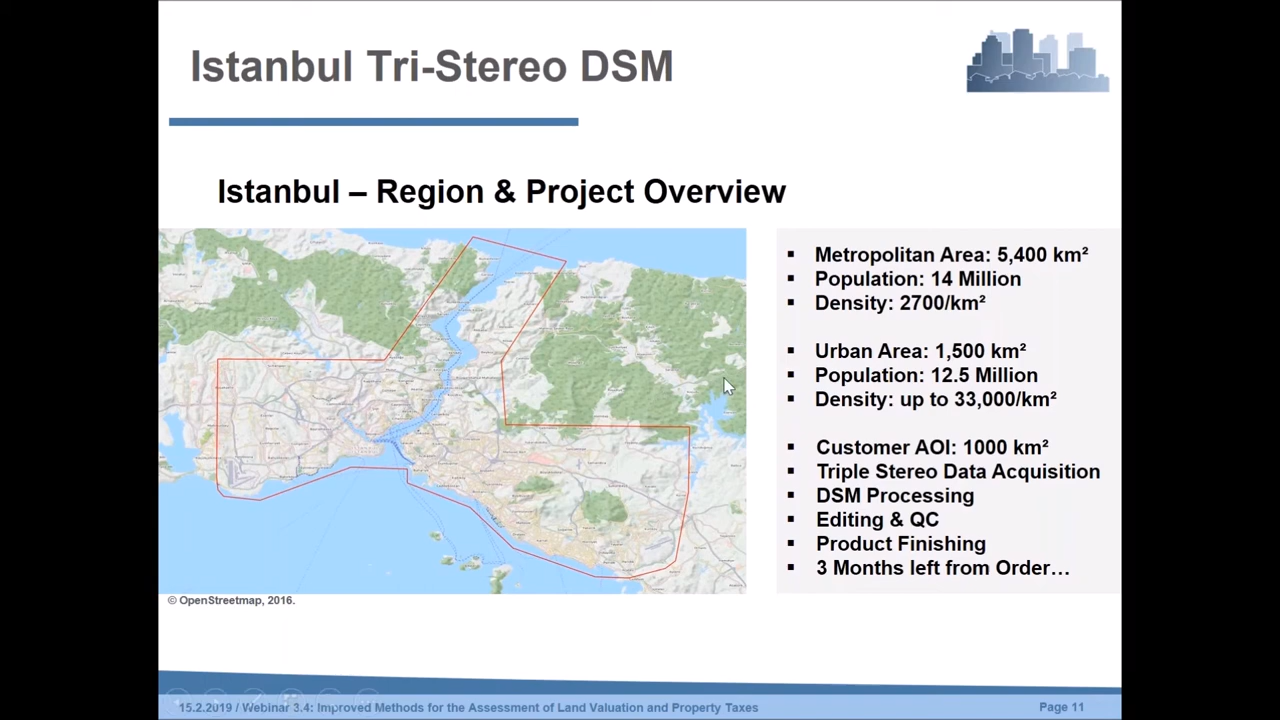 Istanbul Tri-Stereo DSM
Istanbul – Region & Project Overview
▪ Metropolitan Area: 5,400 km²
▪ Population: 14 Million
▪ Density: 2700/km²
▪ Urban Area: 1,500 km²
▪ Population: 12.5 Million
▪ Density: up to 33,000/km²
▪ Customer AOI: 1000 km²
▪ Triple Stereo Data Acquisition
▪ DSM Processing
▪ Editing & QC
▪ Product Finishing
▪ 3 Months left from Order…
© OpenStreetmap, 2016.
15.2.2019 / Webinar 3.4: Improved Methods for the Assessment of Land Valuation and Property Taxes
Page 11